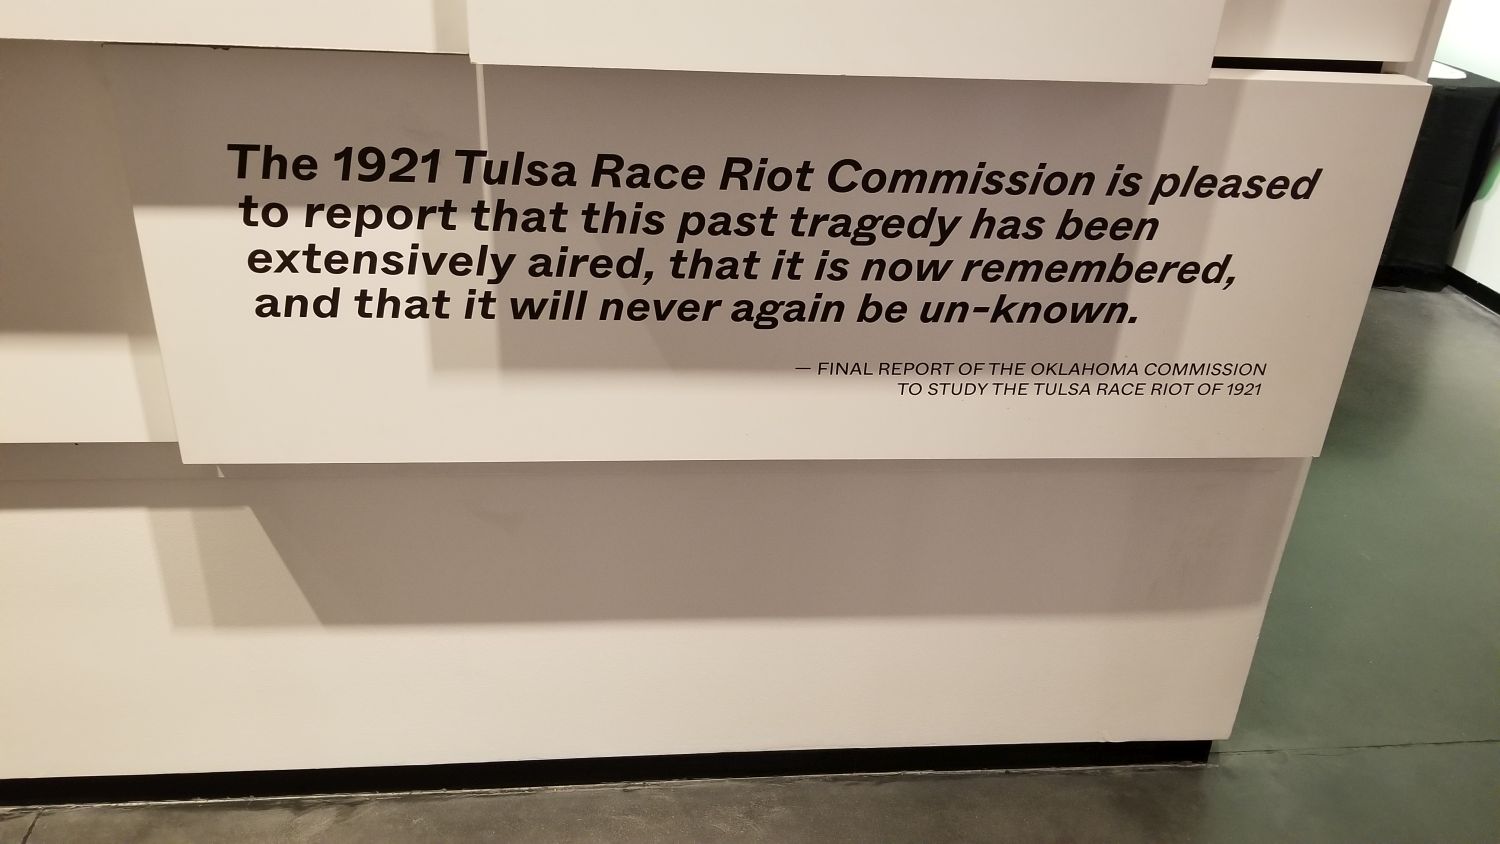 The 1921 Tulsa Race Riot Commission is pleased
to report that this past tragedy has been
extensively aired, that it is now remembered,
and that it will never again be un-known.
— FINAL REPORT OF THE OKLAHOMA COMMISSION
TO STUDY THE TULSA RACE RIOT OF 1921